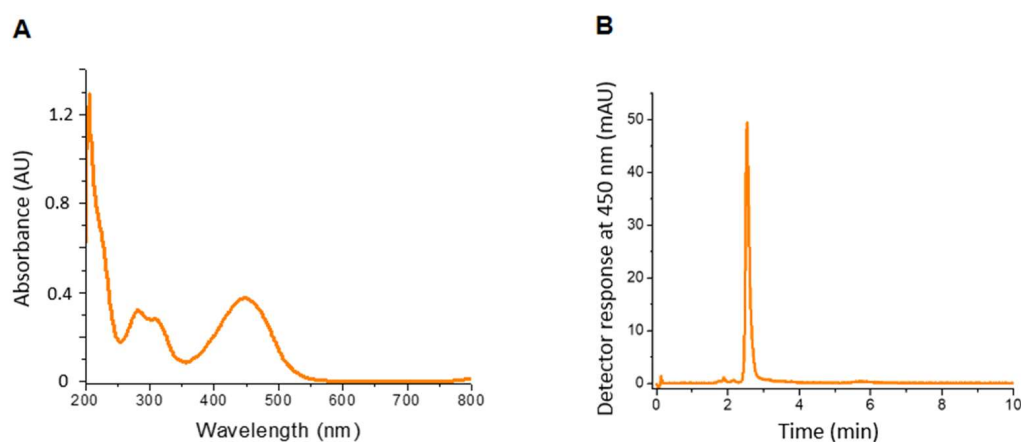 A
Absorbance (AU)
1.2
0.8
0.4
0
200 300 400 500 600 700 800
Wavelength (nm)
B
Detector response at 450 nm (mAU)
50
40
30
20
10
0
0 2 4 6 8 10
Time (min)